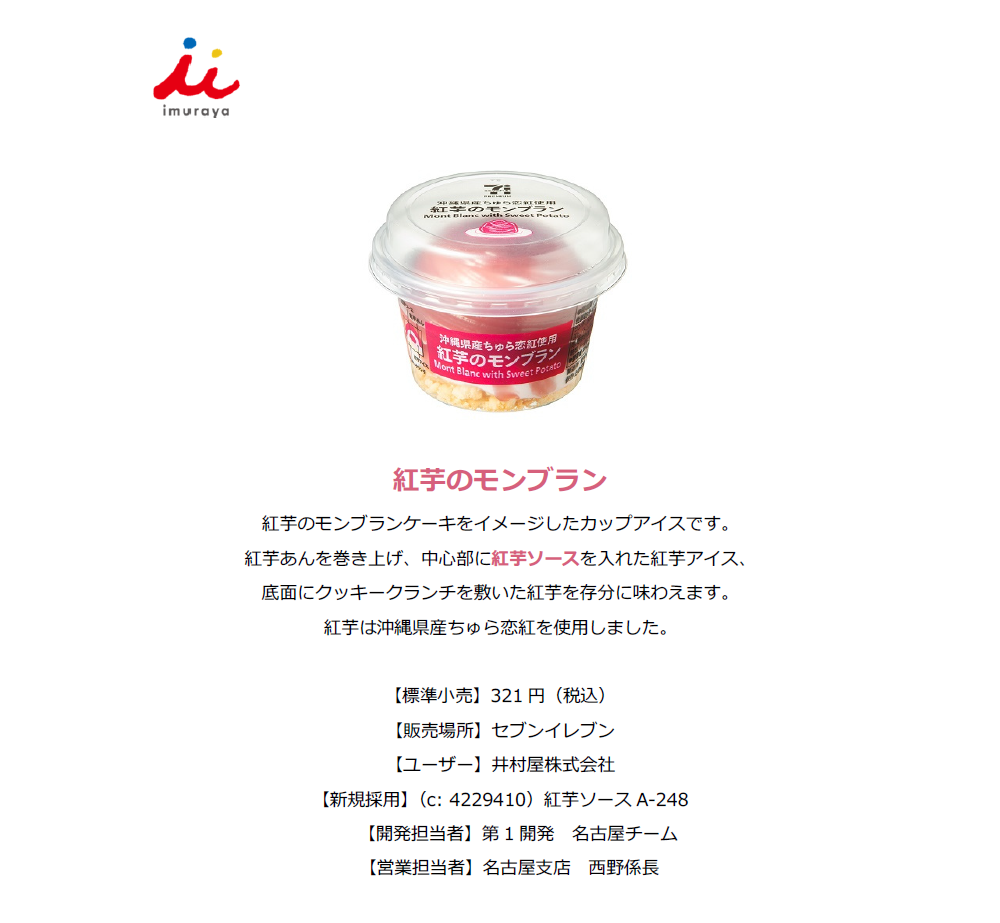 imuraya
沖縄県産ちゅら恋紅使用
紅芋のモンブラン
Mont Blanc with Sweet Potato
沖縄県産ちゅら恋紅使用
紅芋のモンブラン
Mont Blanc with Sweet Potato
紅芋のモンブラン
紅芋のモンブランケーキをイメージしたカップアイスです。
紅芋あんを巻き上げ、中心部に紅芋ソースを入れた紅芋アイス、
底面にクッキークランチを敷いた紅芋を存分に味わえます。
紅芋は沖縄県産ちゅら恋紅を使用しました。
【標準小売】321 円（税込）
【販売場所】セブンイレブン
【ユーザー】井村屋株式会社
【新規採用】（c: 4229410）紅芋ソース A-248
【開発担当者】第 1 開発　名古屋チーム
【営業担当者】名古屋支店　西野係長